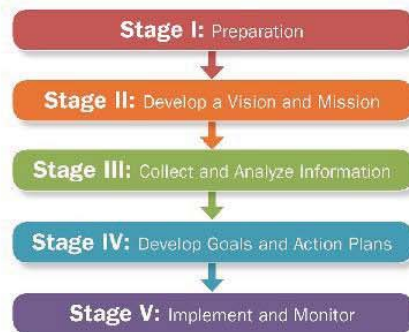 Stage I: Preparation
Stage II: Develop a Vision and Mission
Stage III: Collect and Analyze Information
Stage IV: Develop Goals and Action Plans
Stage V: Implement and Monitor